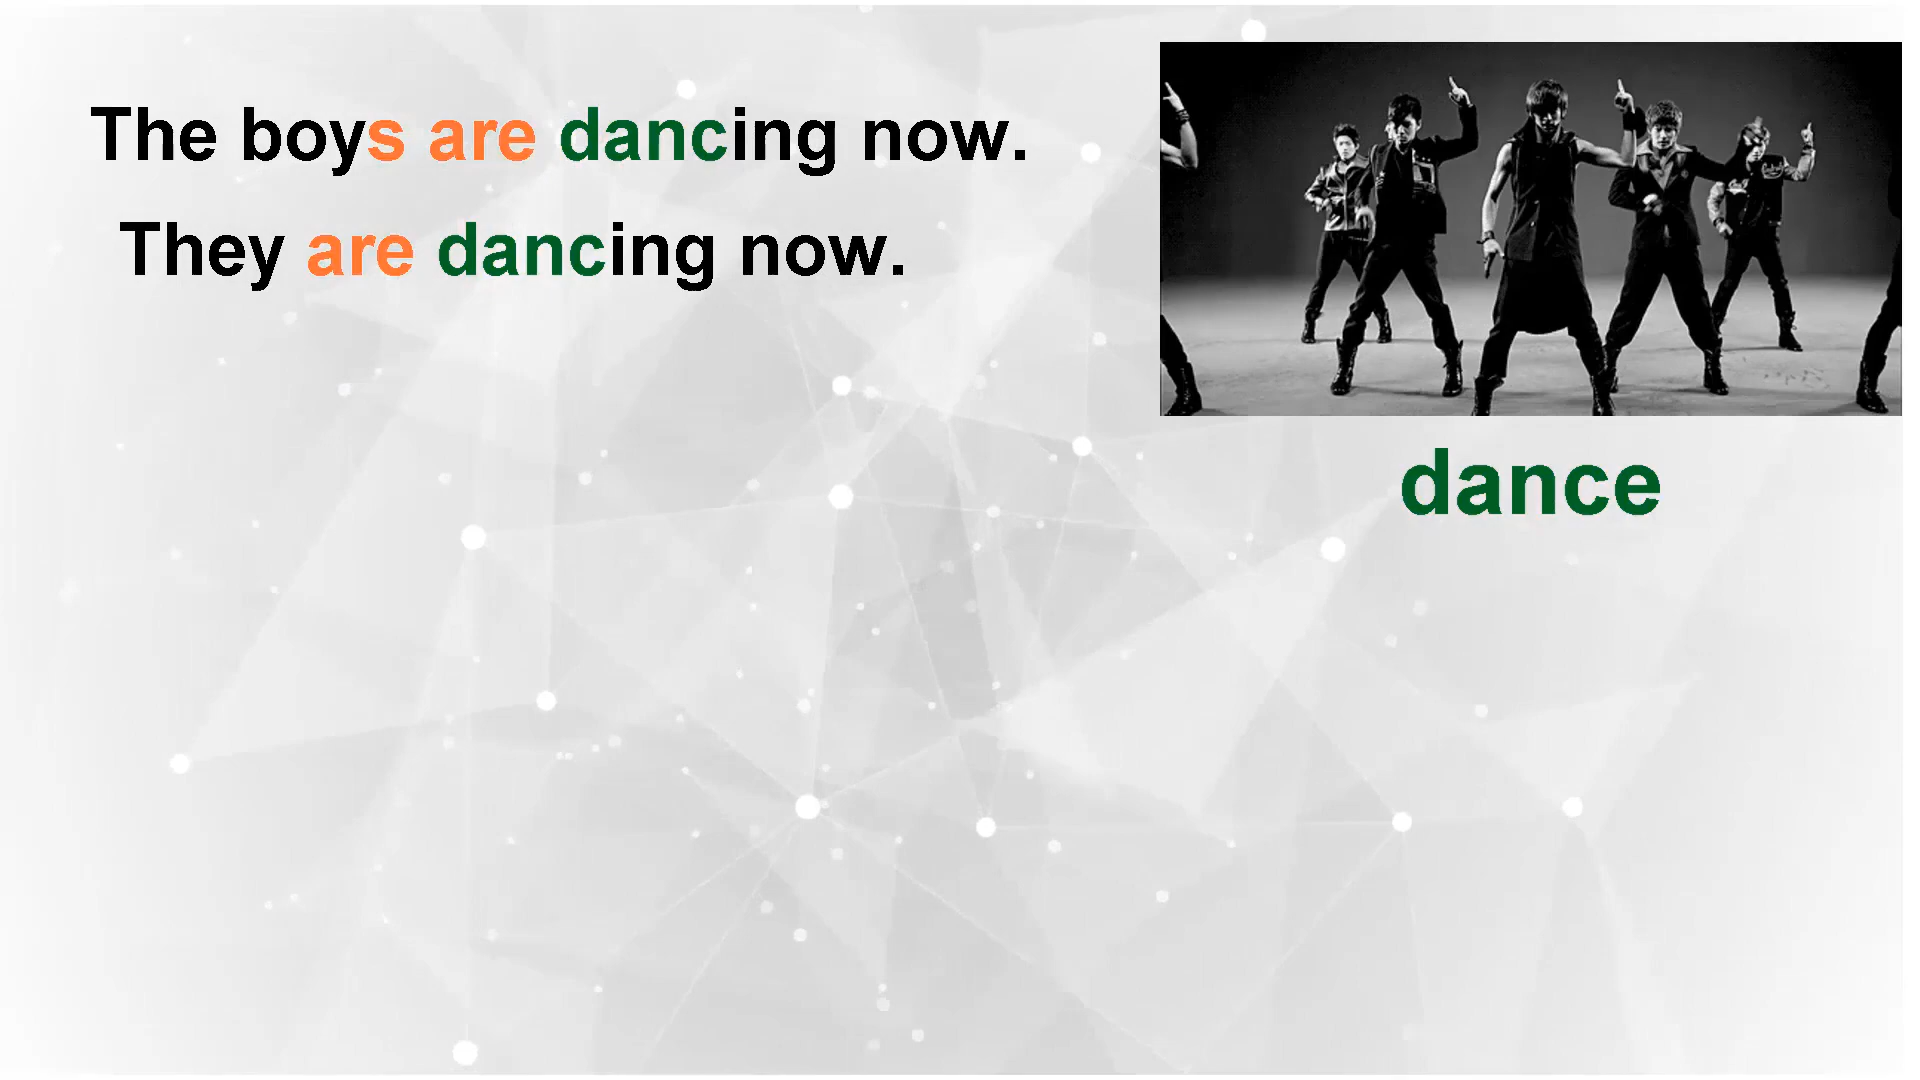 The boys are dancing now.
They are dancing now.
dance